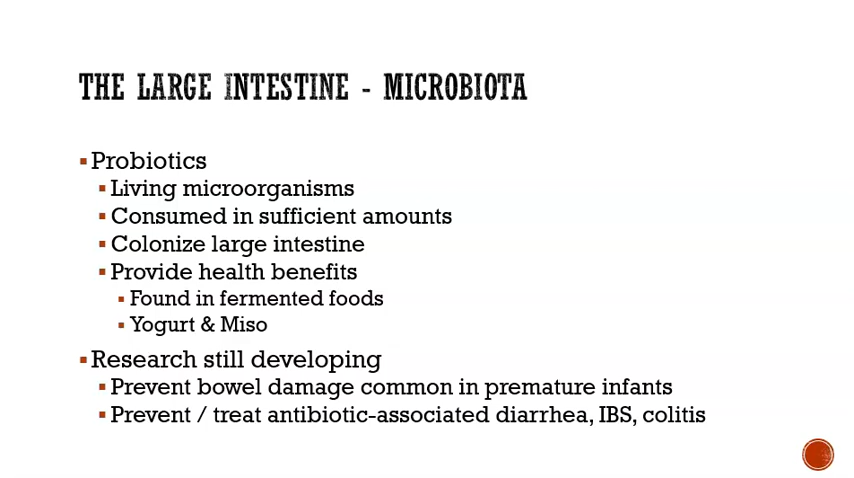 THE LARGE INTESTINE - MICROBIOTA
Probiotics
Living microorganisms
Consumed in sufficient amounts
Colonize large intestine
Provide health benefits
Found in fermented foods
Yogurt & Miso
Research still developing
Prevent bowel damage common in premature infants
Prevent / treat antibiotic-associated diarrhea, IBS, colitis